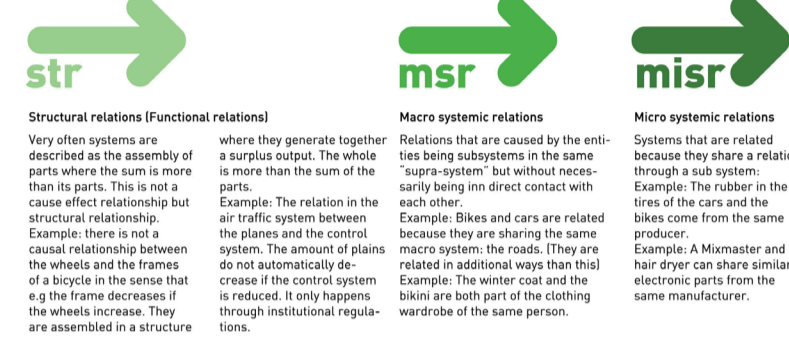 str
Structural relations (Functional relations)
Very often systems are
described as the assembly of
parts where the sum is more
than its parts. This is not a
cause effect relationship but
structural relationship.
Example: there is not a
causal relationship between
the wheels and the frames
of a bicycle in the sense that
e.g the frame decreases if
the wheels increase. They
are assembled in a structure
where they generate together
a surplus output. The whole
is more than the sum of the
parts.
Example: The relation in the
air traffic system between
the planes and the control
system. The amount of plains
do not automatically de-
crease if the control system
is reduced. It only happens
through institutional regula-
tions.
msr
Macro systemic relations
Relations that are caused by the enti-
ties being subsystems in the same
"supra-system" but without neces-
sarily being inn direct contact with
each other.
Example: Bikes and cars are related
because they are sharing the same
macro system: the roads. (They are
related in additional ways than this)
Example: The winter coat and the
bikini are both part of the clothing
wardrobe of the same person.
misr
Micro systemic relations
Systems that are related
because they share a relati
through a sub system:
Example: The rubber in the
tires of the cars and the
bikes come from the same
producer.
Example: A Mixmaster and
hair dryer can share similar
electronic parts from the
same manufacturer.